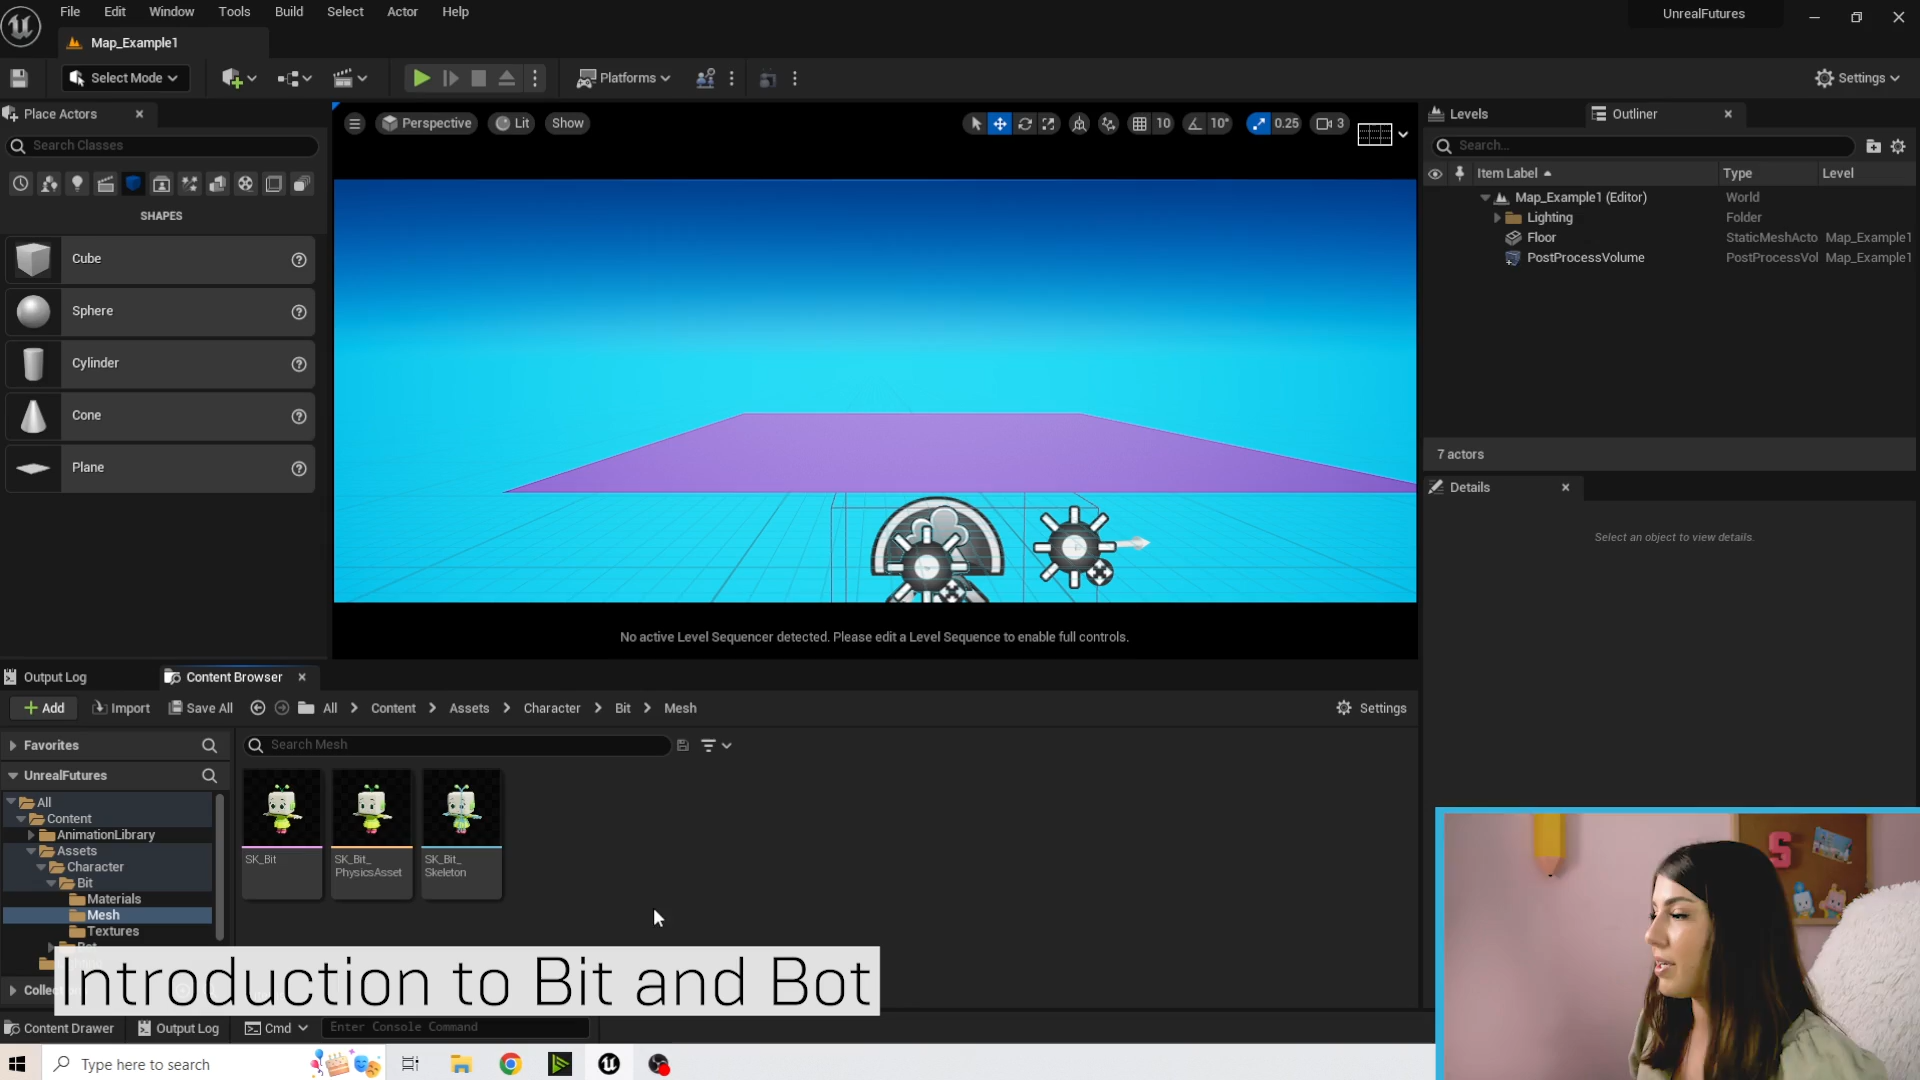 File Edit Window Tools Build Select Actor Help
UnrealFutures
Map_Example1
Select Mode
Platforms
Settings
Place Actors
Search Classes
SHAPES
Cube
Sphere
Cylinder
Cone
Plane
Perspective Lit Show
10 10° 0.25 3
No active Level Sequencer detected. Please edit a Level Sequence to enable full controls.
Levels Outliner
Search...
Item Label Type Level
Map_Example1 (Editor) World
Lighting Folder
Floor StaticMeshActo Map_Example1
PostProcessVolume PostProcessVol Map_Example1
7 actors
Details
Select an object to view details.
Output Log Content Browser
Add Import Save All All Content Assets Character Bit Mesh Settings
Favorites
Search Mesh
UnrealFutures
All
Content
AnimationLibrary
Assets
Character
Bit
Materials
Mesh
Textures
SK_Bit
SK_Bit_
PhysicsAsset
SK_Bit_
Skeleton
Introduction to Bit and Bot
Content Drawer Output Log Cmd Enter Console Command
Type here to search
S